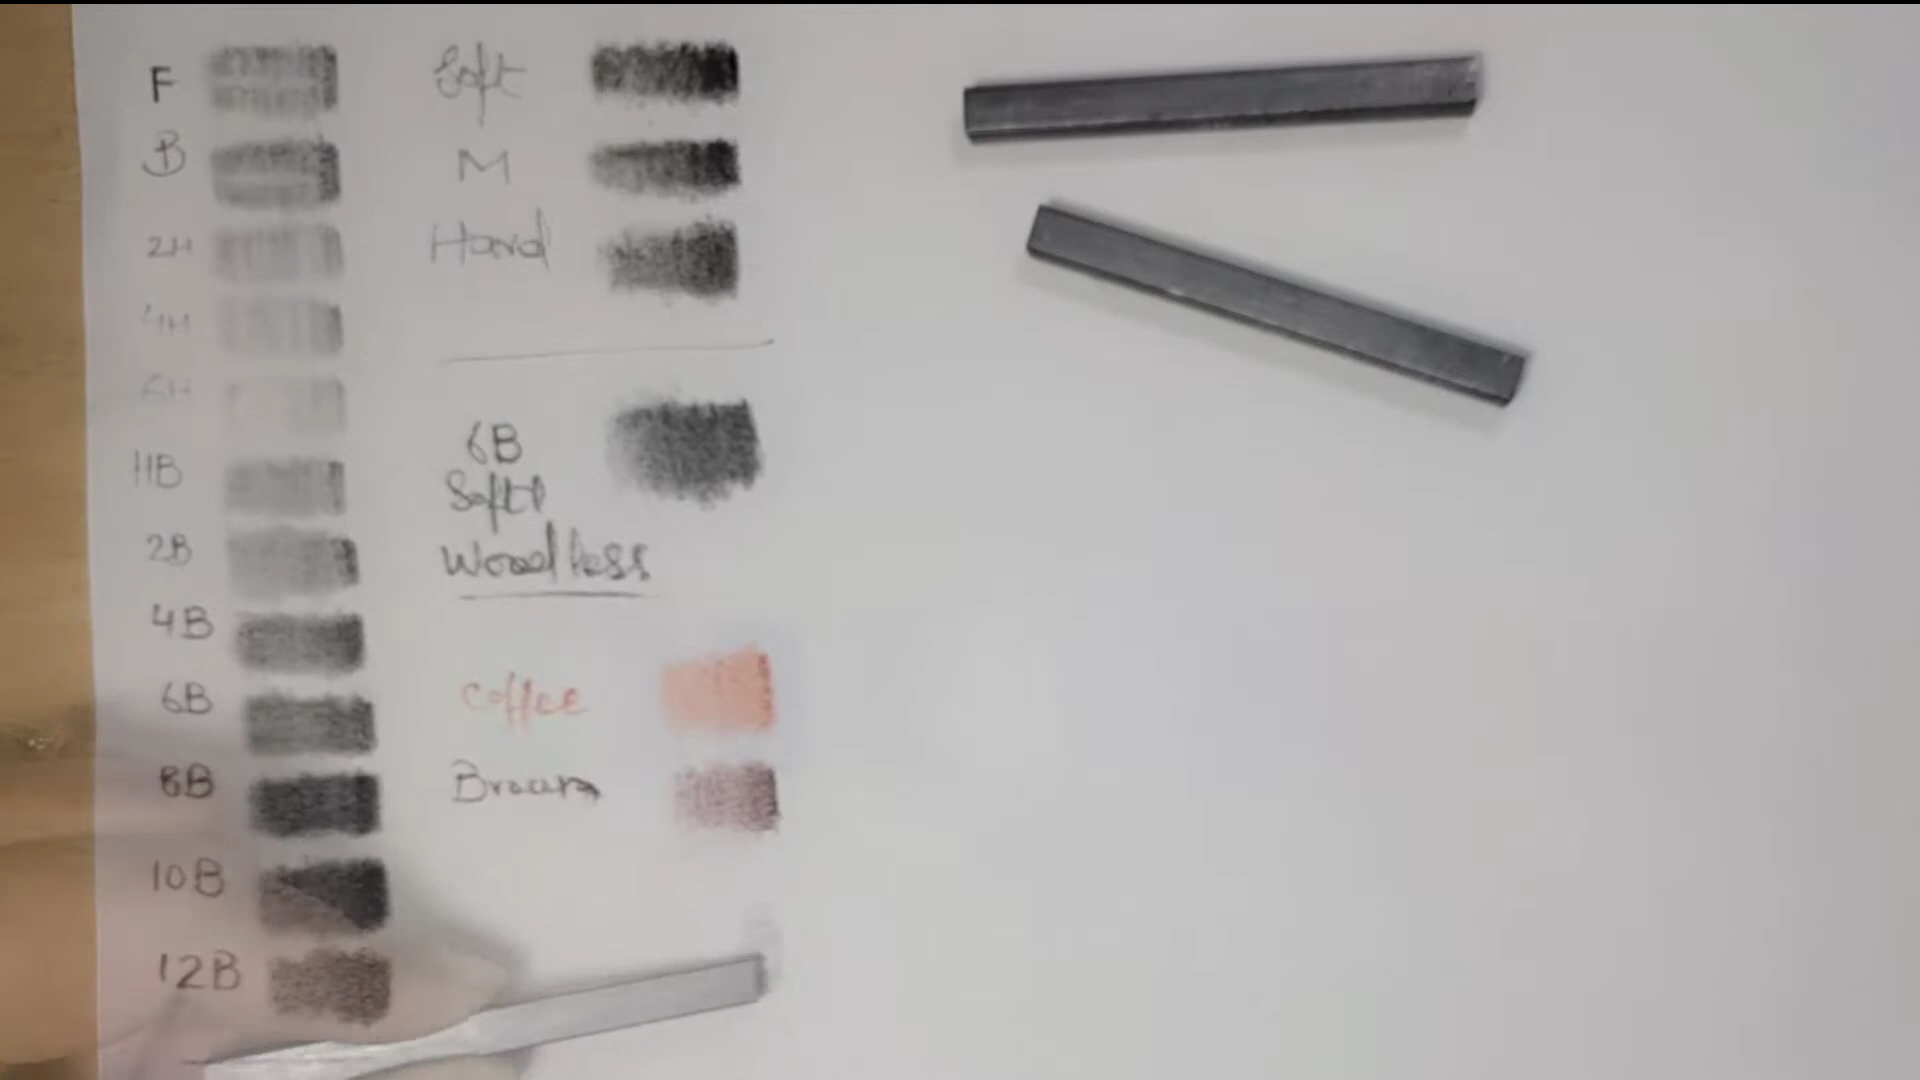 F
B
2H
4H
6H
HB
2B
4B
6B
8B
10B
12B
Soft
M
Hard
6B
Soft
Woodless
Coffee
Brown